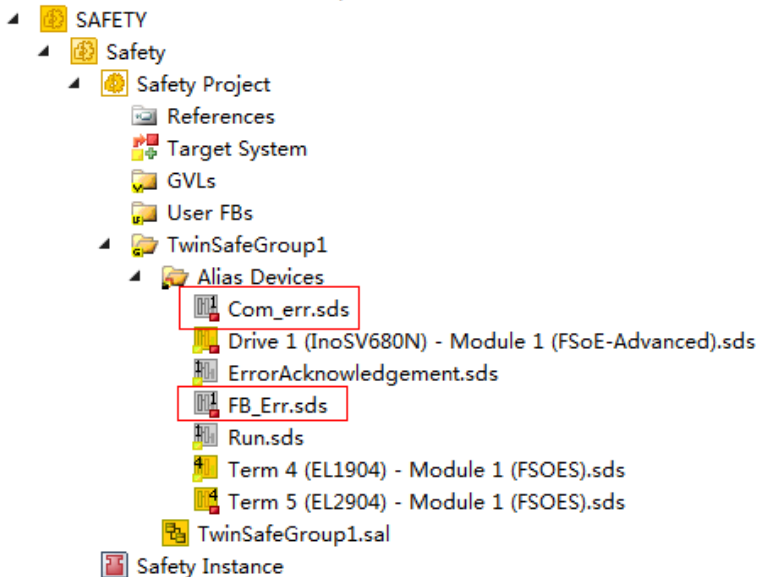 SAFETY
Safety
Safety Project
References
Target System
GVLs
User FBs
TwinSafeGroup1
Alias Devices
Com_err.sds
Drive 1 (InoSV680N) - Module 1 (FSoE-Advanced).sds
ErrorAcknowledgement.sds
FB_Err.sds
Run.sds
Term 4 (EL1904) - Module 1 (FSOES).sds
Term 5 (EL2904) - Module 1 (FSOES).sds
TwinSafeGroup1.sal
Safety Instance